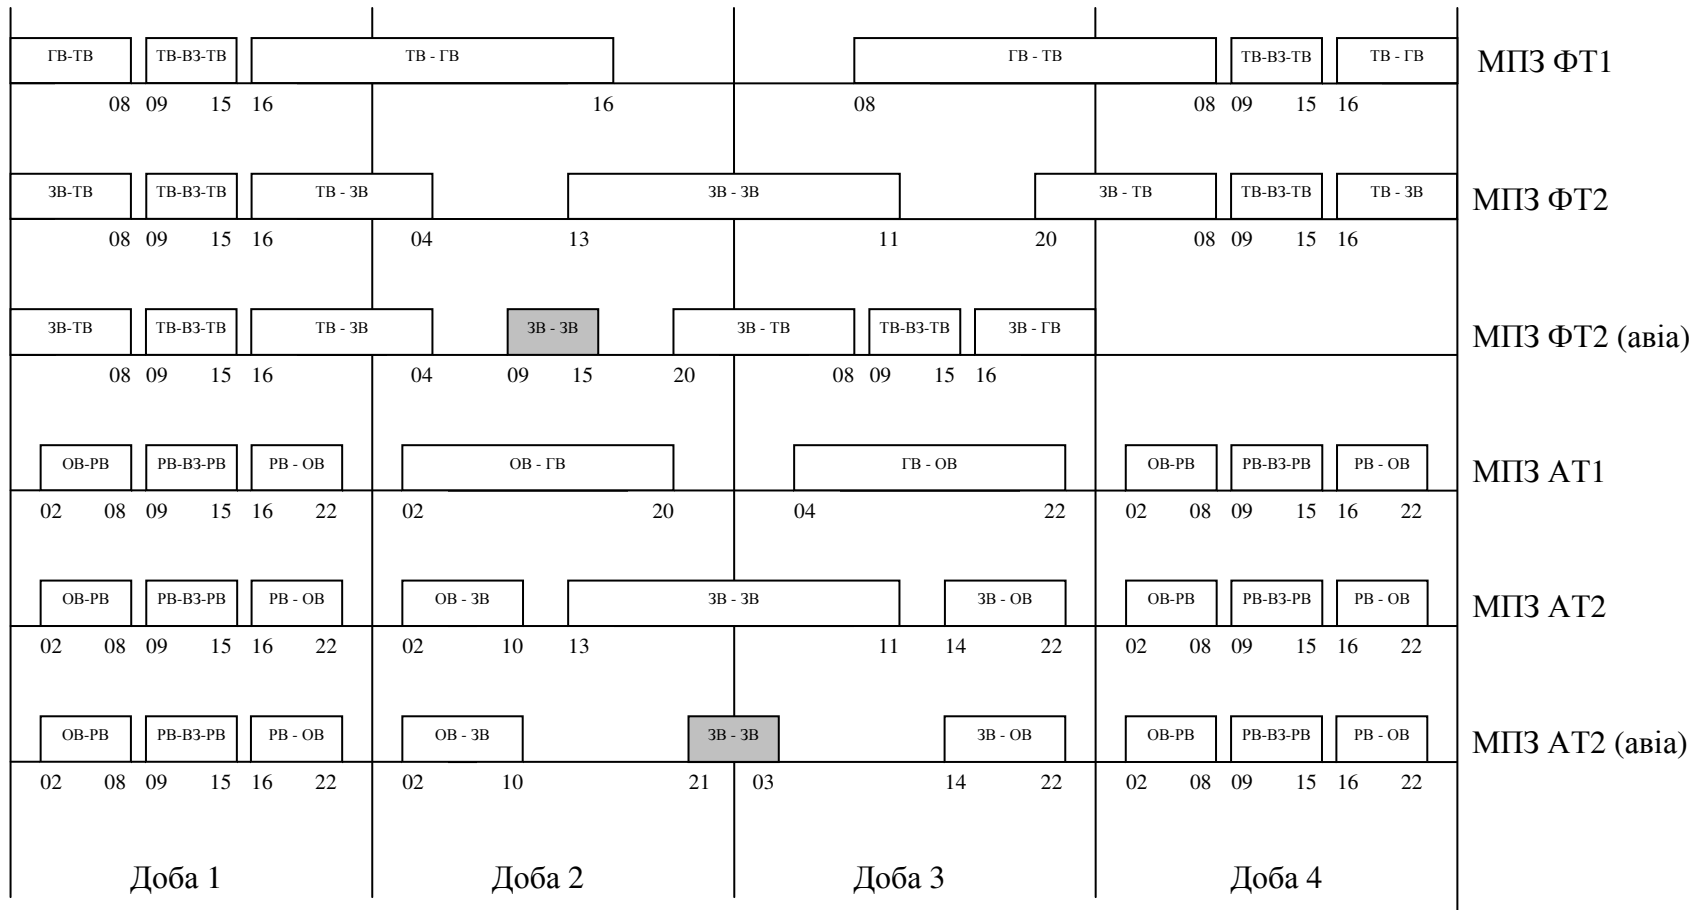 ГВ-ТВ ТВ-ВЗ-ТВ ТВ - ГВ ГВ - ТВ ТВ-ВЗ-ТВ ТВ - ГВ МПЗ ФТ1
08 09 15 16 16 08 08 09 15 16
ЗВ-ТВ ТВ-ВЗ-ТВ ТВ - ЗВ ЗВ - ЗВ ЗВ - ТВ ТВ-ВЗ-ТВ ТВ - ЗВ МПЗ ФТ2
08 09 15 16 04 13 11 20 08 09 15 16
ЗВ-ТВ ТВ-ВЗ-ТВ ТВ - ЗВ ЗВ - ЗВ ЗВ - ТВ ТВ-ВЗ-ТВ ЗВ - ГВ МПЗ ФТ2 (авіа)
08 09 15 16 04 09 15 20 08 09 15 16
ОВ-РВ РВ-ВЗ-РВ РВ - ОВ ОВ - ГВ ГВ - ОВ ОВ-РВ РВ-ВЗ-РВ РВ - ОВ МПЗ АТ1
02 08 09 15 16 22 02 20 04 22 02 08 09 15 16 22
ОВ-РВ РВ-ВЗ-РВ РВ - ОВ ОВ - ЗВ ЗВ - ЗВ ЗВ - ОВ ОВ-РВ РВ-ВЗ-РВ РВ - ОВ МПЗ АТ2
02 08 09 15 16 22 02 10 13 11 14 22 02 08 09 15 16 22
ОВ-РВ РВ-ВЗ-РВ РВ - ОВ ОВ - ЗВ ЗВ - ЗВ ЗВ - ОВ ОВ-РВ РВ-ВЗ-РВ РВ - ОВ МПЗ АТ2 (авіа)
02 08 09 15 16 22 02 10 21 03 14 22 02 08 09 15 16 22
Доба 1 Доба 2 Доба 3 Доба 4